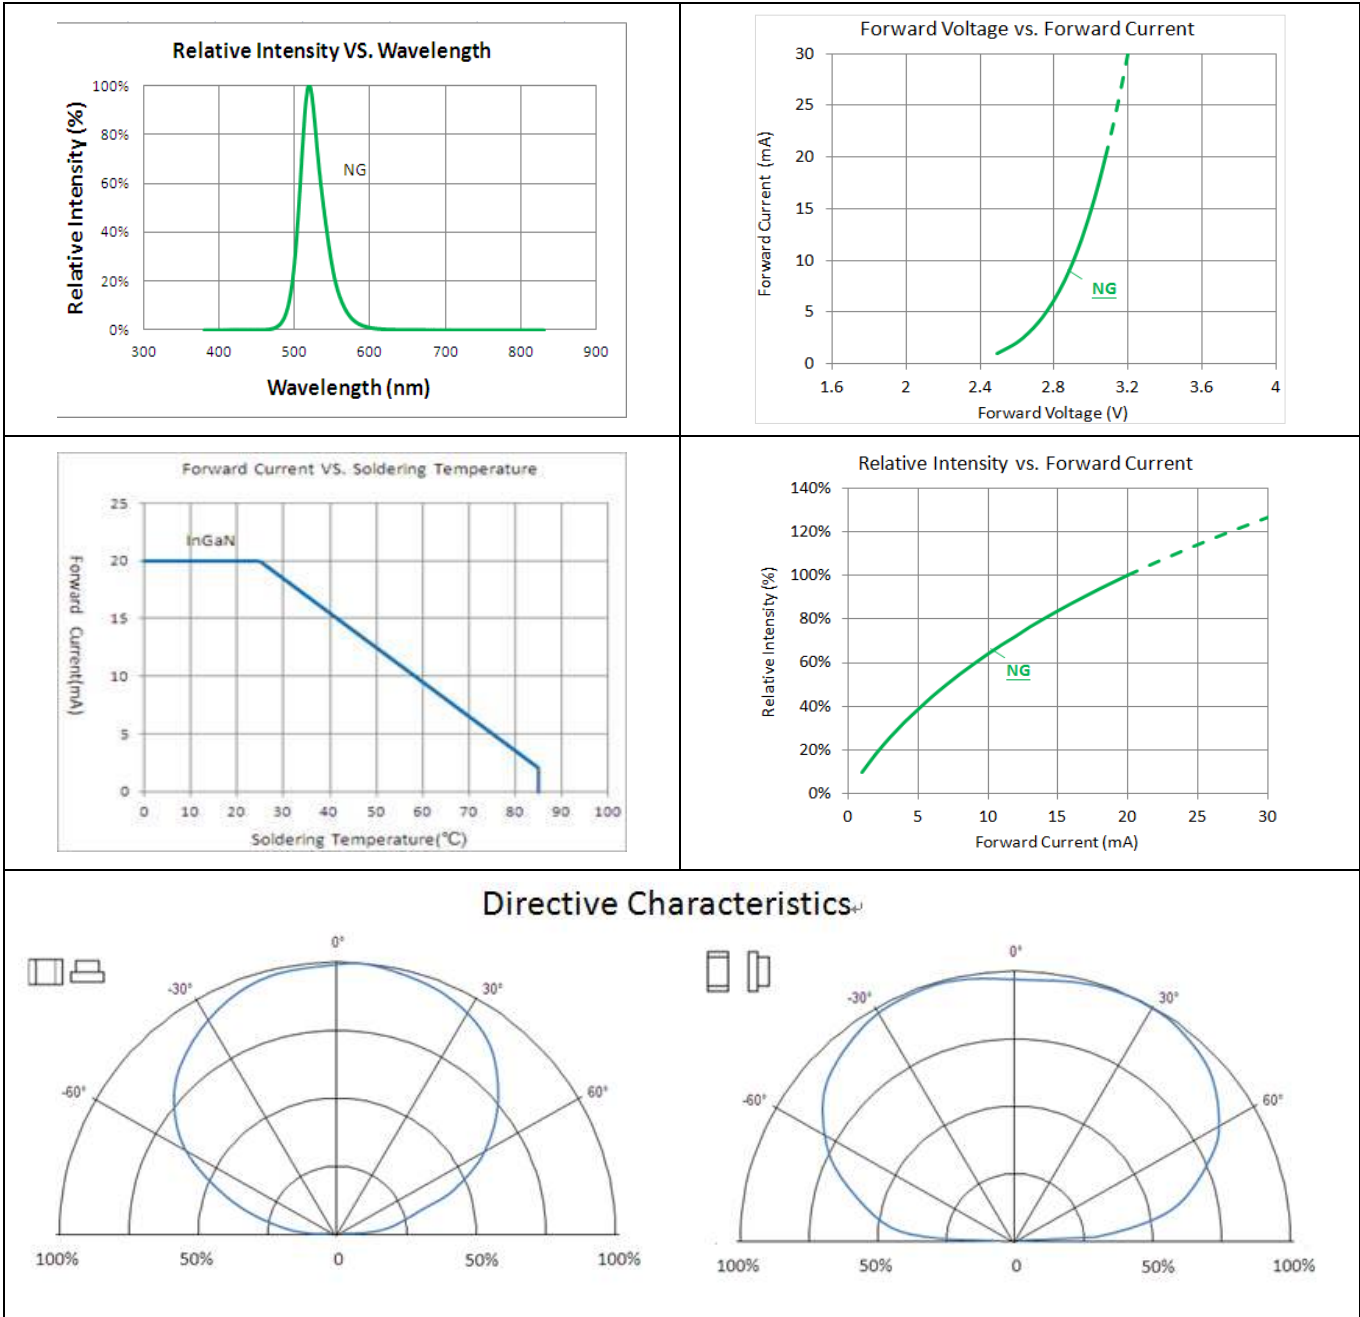 Relative Intensity VS. Wavelength
Relative Intensity (%)
100%
80%
60%
40%
20%
0%
NG
300 400 500 600 700 800 900
Wavelength (nm)
Forward Voltage vs. Forward Current
Forward Current (mA)
30
25
20
15
10
5
0
NG
1.6 2 2.4 2.8 3.2 3.6 4
Forward Voltage (V)
Forward Current VS. Soldering Temperature
Forward Current(mA)
25
20
15
10
5
0
InGaN
0 10 20 30 40 50 60 70 80 90 100
Soldering Temperature(℃)
Relative Intensity vs. Forward Current
Relative Intensity (%)
140%
120%
100%
80%
60%
40%
20%
0%
NG
0 5 10 15 20 25 30
Forward Current (mA)
Directive Characteristics↵
0°
-30° 30°
-60° 60°
100% 50% 0 50% 100%
0°
-30° 30°
-60° 60°
100% 50% 0 50% 100%